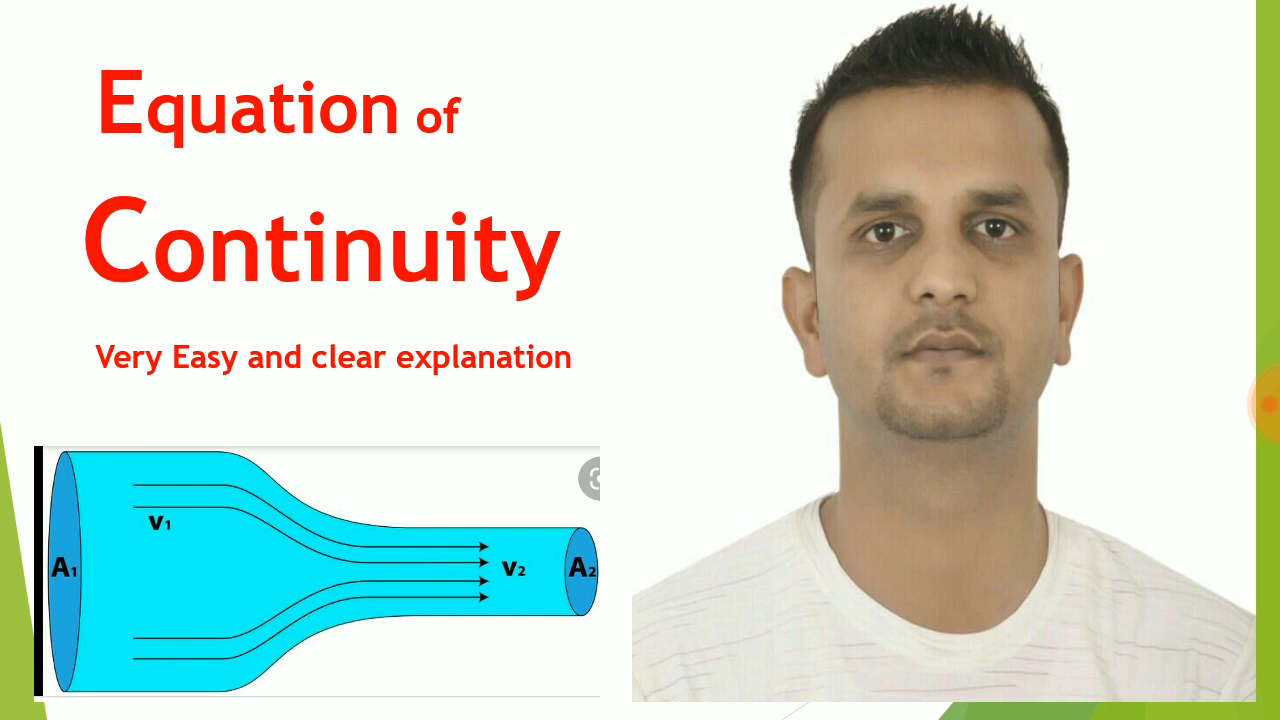 Equation of
Continuity
Very Easy and clear explanation
v₁
A₁
v₂
A₂